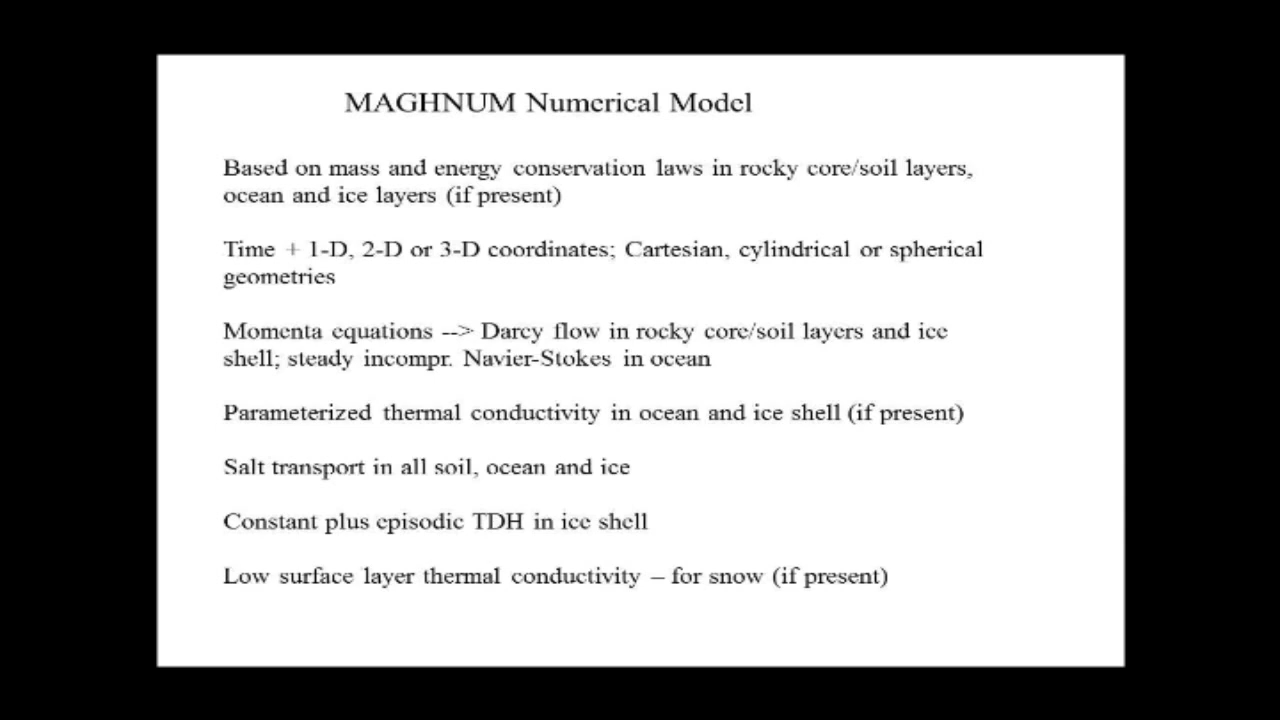 MAGHNUM Numerical Model
Based on mass and energy conservation laws in rocky core/soil layers,
ocean and ice layers (if present)
Time + 1-D, 2-D or 3-D coordinates; Cartesian, cylindrical or spherical
geometries
Momenta equations --> Darcy flow in rocky core/soil layers and ice
shell; steady incompr. Navier-Stokes in ocean
Parameterized thermal conductivity in ocean and ice shell (if present)
Salt transport in all soil, ocean and ice
Constant plus episodic TDH in ice shell
Low surface layer thermal conductivity – for snow (if present)